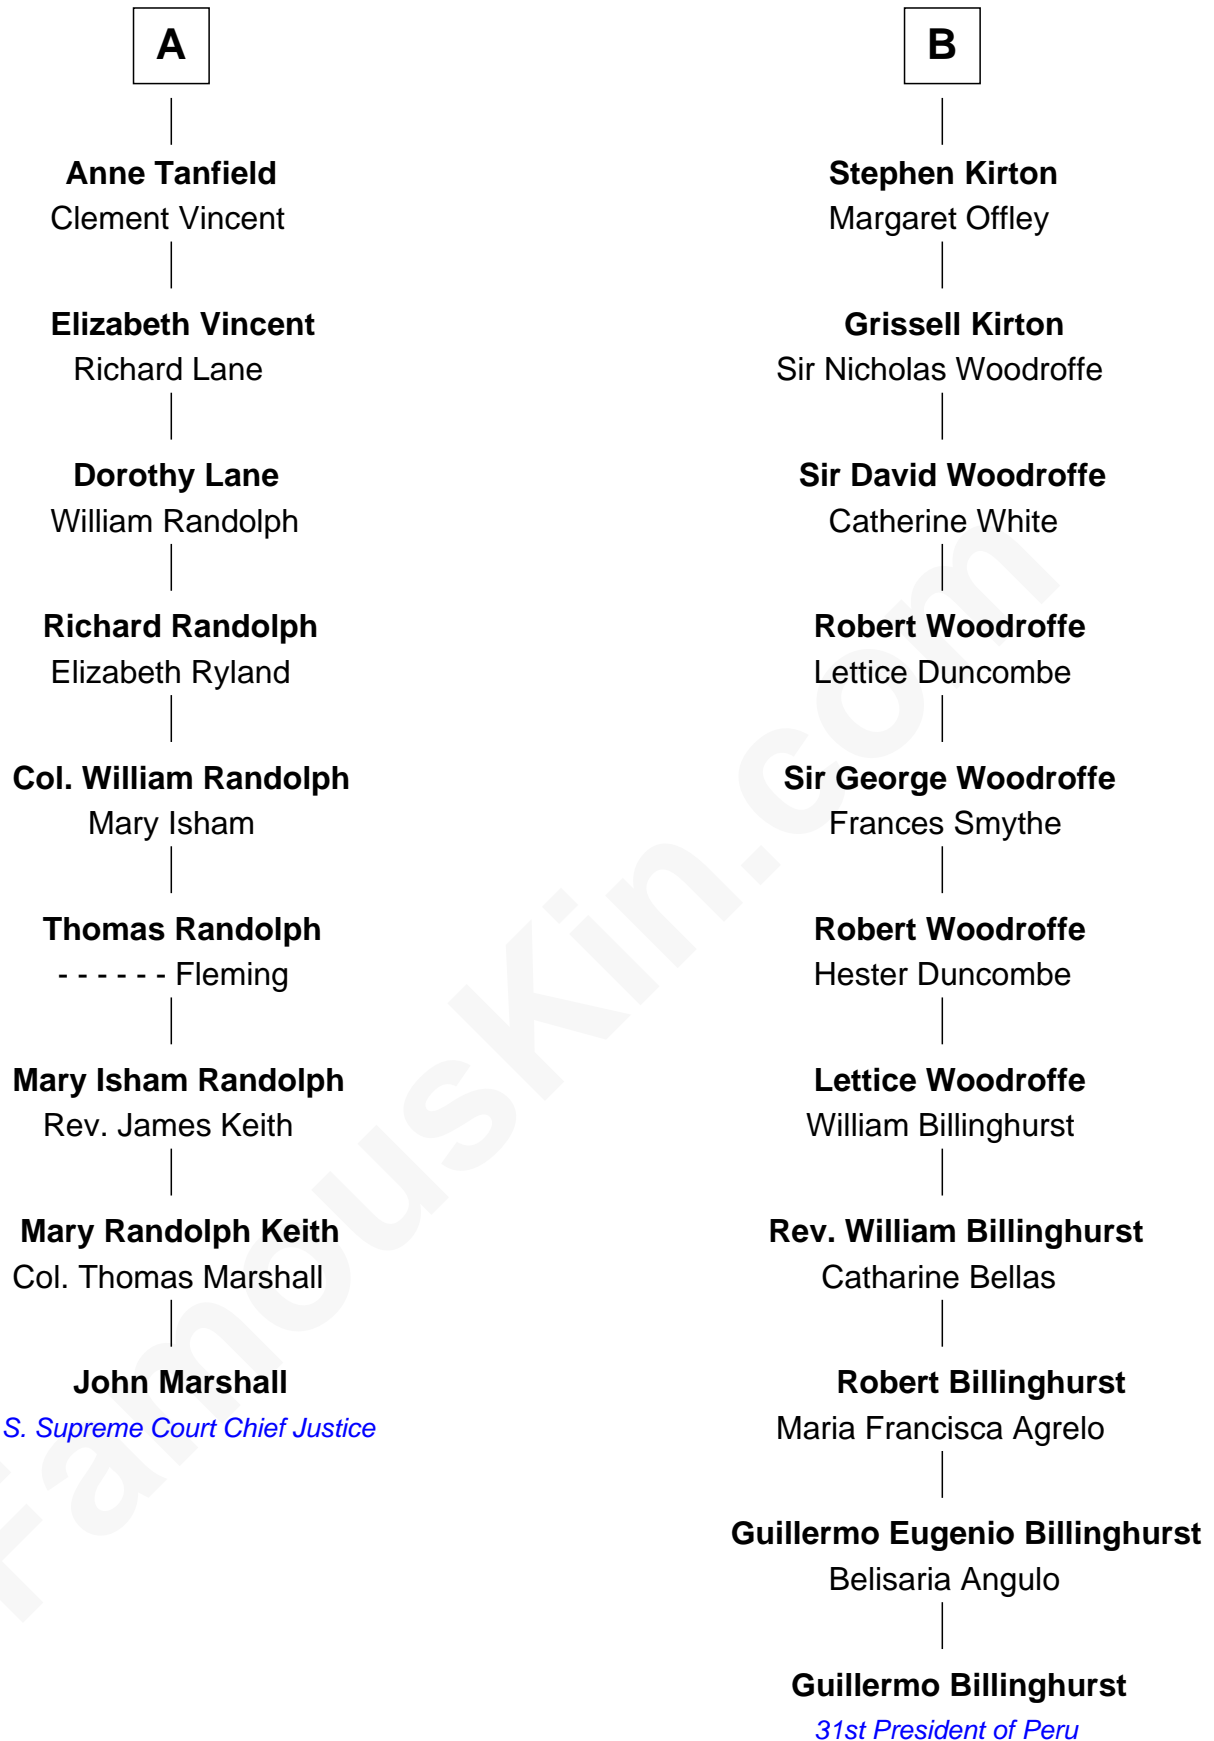 A
Anne Tanfield
Clement Vincent
Elizabeth Vincent
Richard Lane
Dorothy Lane
William Randolph
Richard Randolph
Elizabeth Ryland
Col. William Randolph
Mary Isham
Thomas Randolph
- - - - - - Fleming
Mary Isham Randolph
Rev. James Keith
Mary Randolph Keith
Col. Thomas Marshall
John Marshall
S. Supreme Court Chief Justice
B
Stephen Kirton
Margaret Offley
Grissell Kirton
Sir Nicholas Woodroffe
Sir David Woodroffe
Catherine White
Robert Woodroffe
Lettice Duncombe
Sir George Woodroffe
Frances Smythe
Robert Woodroffe
Hester Duncombe
Lettice Woodroffe
William Billinghurst
Rev. William Billinghurst
Catharine Bellas
Robert Billinghurst
Maria Francisca Agrelo
Guillermo Eugenio Billinghurst
Belisaria Angulo
Guillermo Billinghurst
31st President of Peru
FamousKin.com